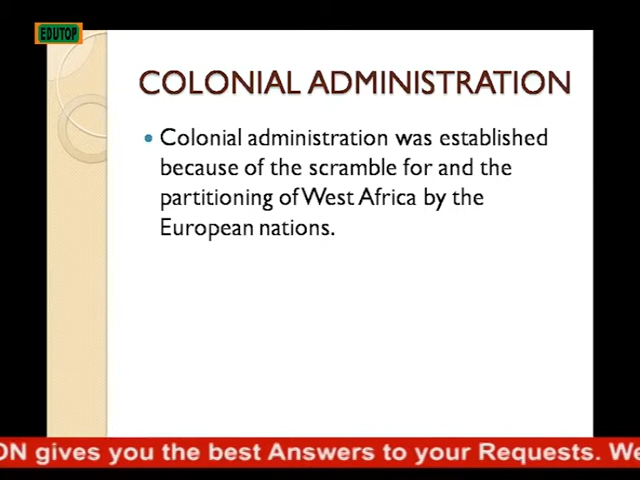 EDUTOP
COLONIAL ADMINISTRATION
Colonial administration was established
because of the scramble for and the
partitioning of West Africa by the
European nations.
ON gives you the best Answers to your Requests. We